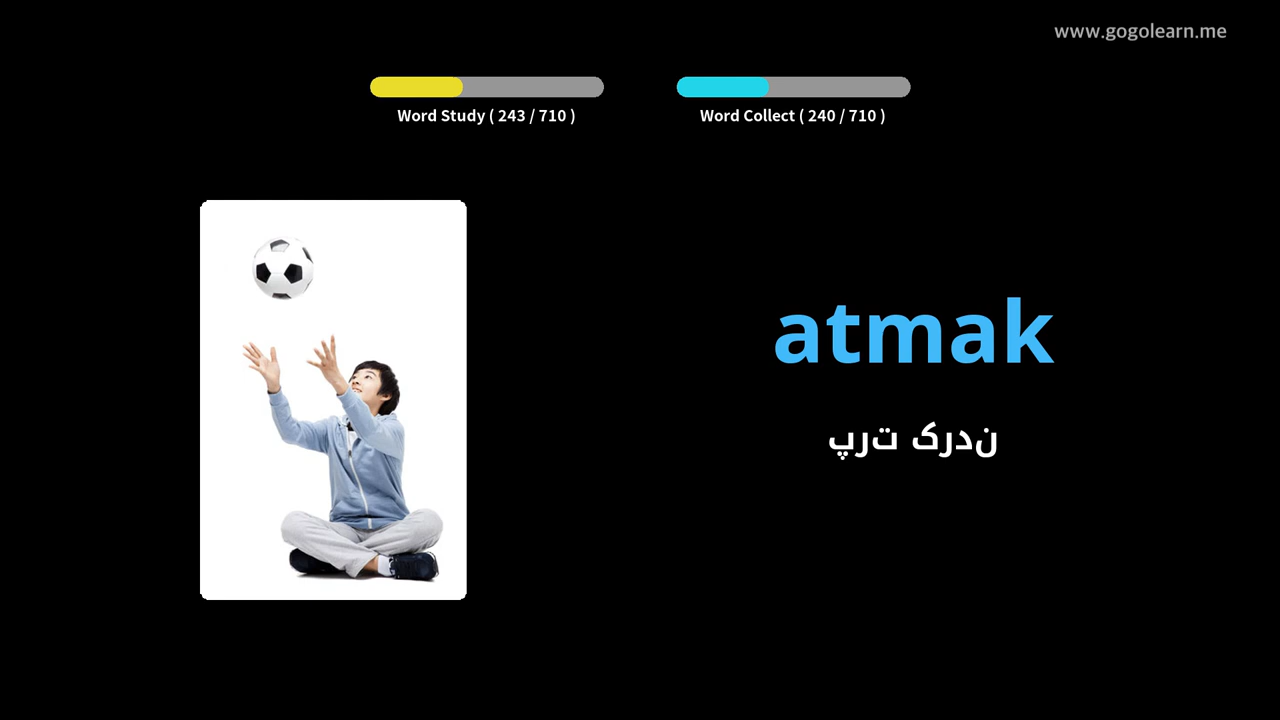 www.gogolearn.me
Word Study ( 243 / 710 )
Word Collect ( 240 / 710 )
atmak
پرت کردن